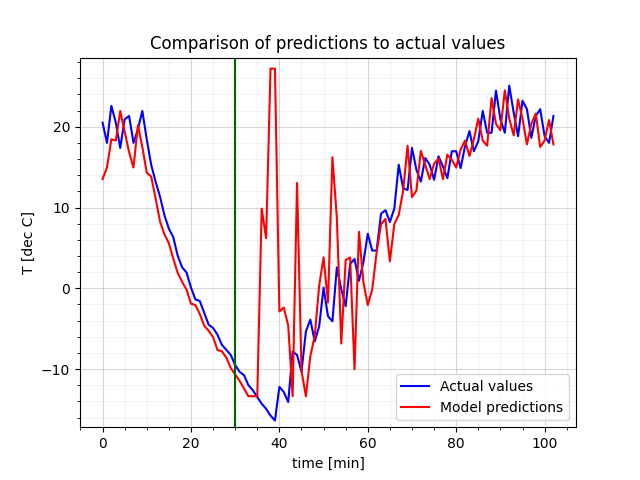 Comparison of predictions to actual values
T [dec C]
20
10
0
−10
0
20
40
60
80
100
time [min]
Actual values
Model predictions